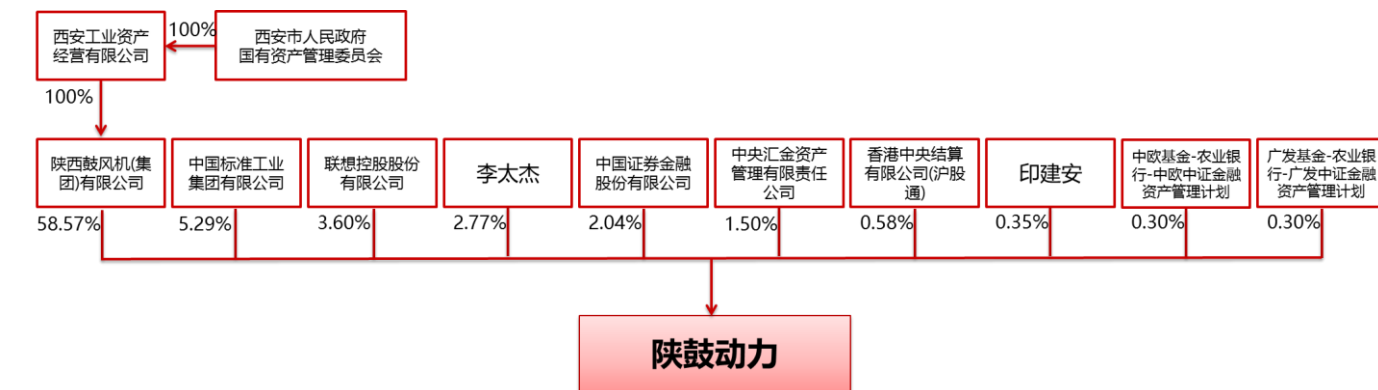 西安工业资产
经营有限公司
100%
西安市人民政府
国有资产管理委员会
100%
陕西鼓风机(集
团)有限公司
中国标准工业
集团有限公司
联想控股股份
有限公司
李太杰
中国证券金融
股份有限公司
中央汇金资产
管理有限责任
公司
香港中央结算
有限公司(沪股
通)
印建安
中欧基金-农业银
行-中欧中证金融
资产管理计划
广发基金-农业银
行-广发中证金融
资产管理计划
58.57%
5.29%
3.60%
2.77%
2.04%
1.50%
0.58%
0.35%
0.30%
0.30%
陕鼓动力